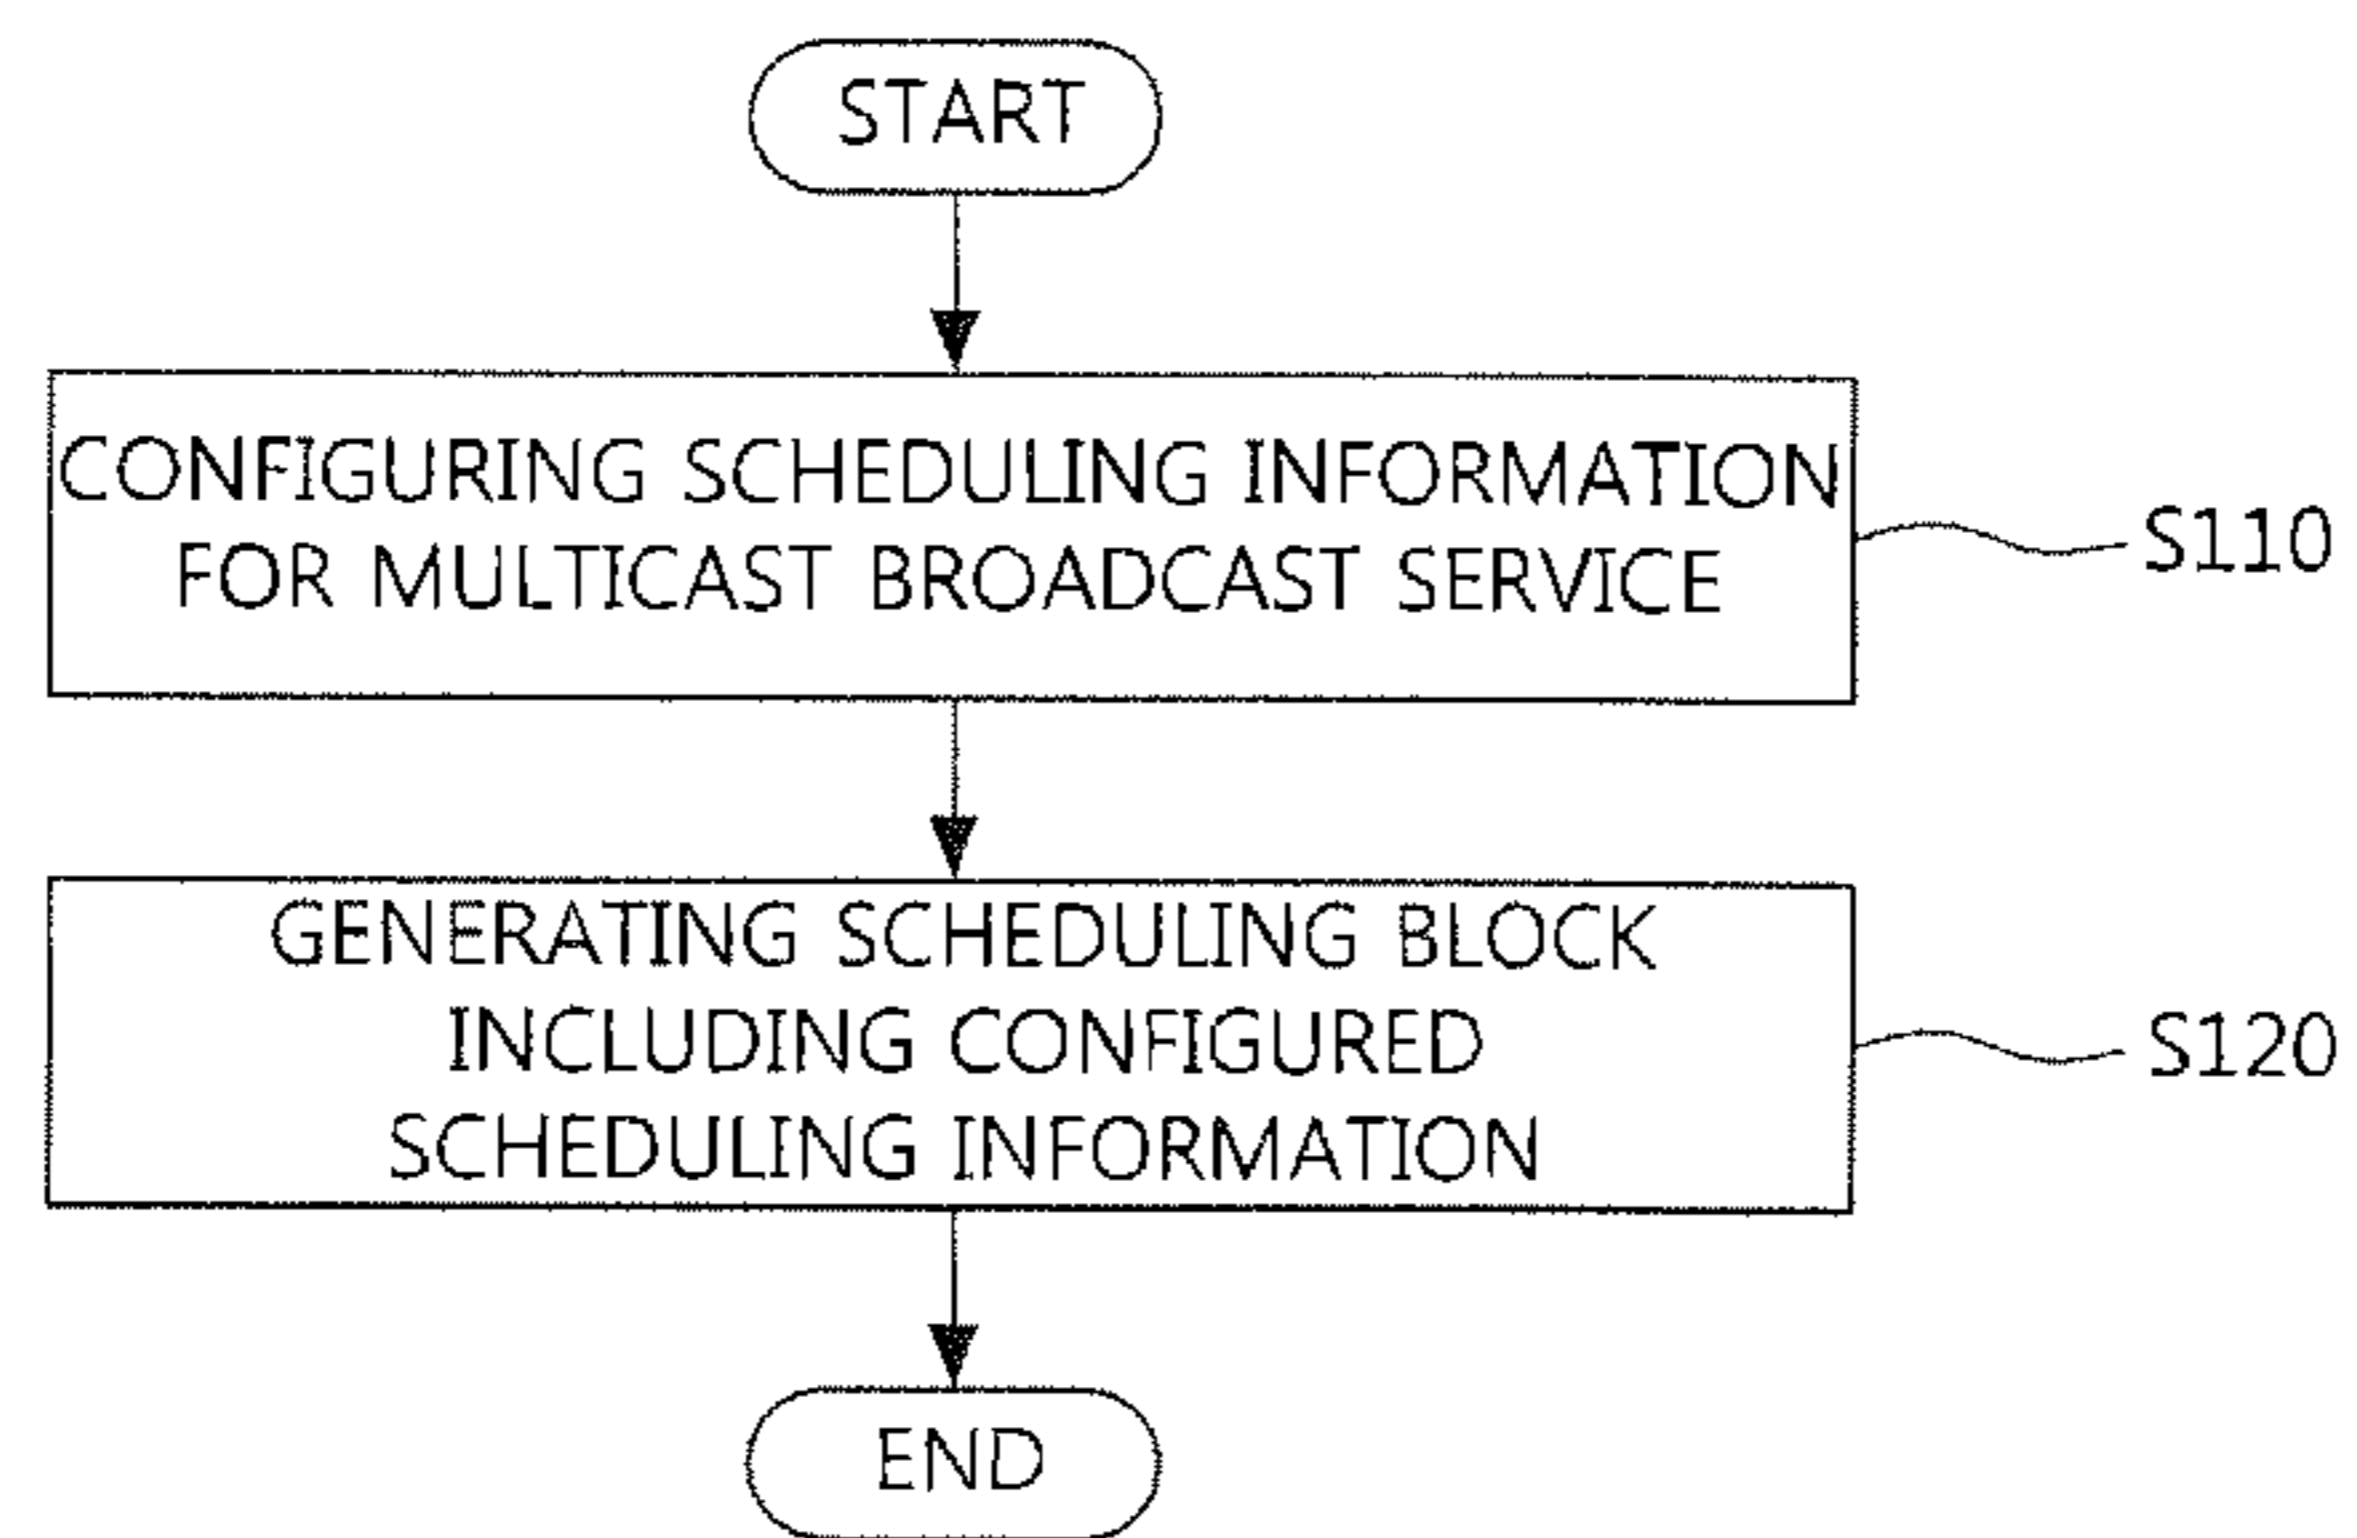 START
CONFIGURING SCHEDULING INFORMATION
FOR MULTICAST BROADCAST SERVICE
S110
GENERATING SCHEDULING BLOCK
INCLUDING CONFIGURED
SCHEDULING INFORMATION
S120
END